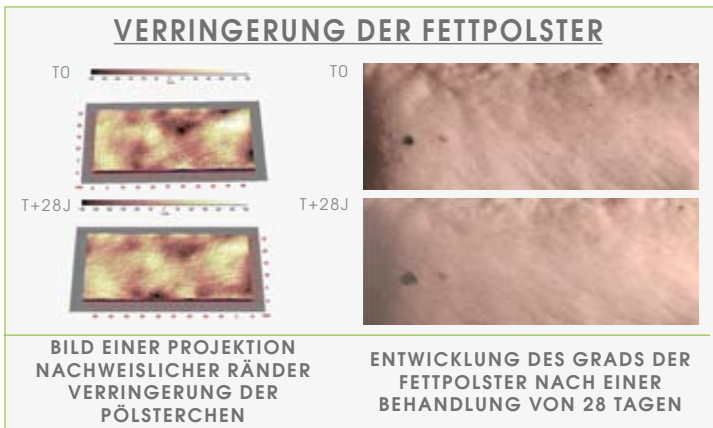 VERRINGERUNG DER FETTPOLSTER
T0
T0
T+28J
T+28J
BILD EINER PROJEKTION
NACHWEISLICHER RÄNDER
VERRINGERUNG DER
PÖLSTERCHEN
ENTWICKLUNG DES GRADS DER
FETTPOLSTER NACH EINER
BEHANDLUNG VON 28 TAGEN